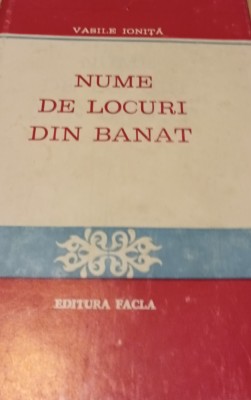 VASILE IONIȚĂ
NUME
DE LOCURI
DIN BANAT
EDITURA FACLA